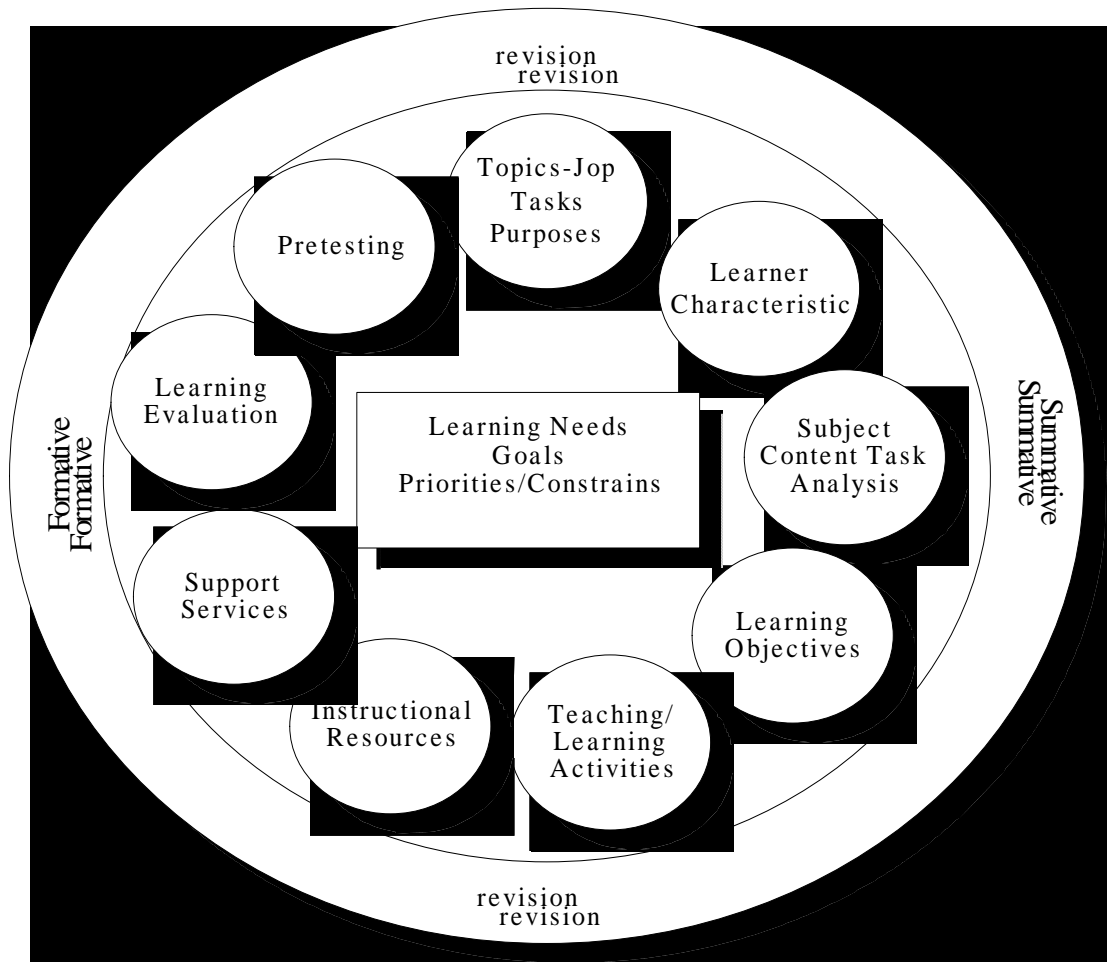 revision
revision
Topics-Jop
Tasks
Purposes
Pretesting
Learner
Characteristic
Learning
Evaluation
Learning Needs
Goals
Priorities/Constrains
Subject
Content Task
Analysis
Formative
Formative
Summative
Summative
Support
Services
Learning
Objectives
Instructional
Resources
Teaching/
Learning
Activities
revision
revision